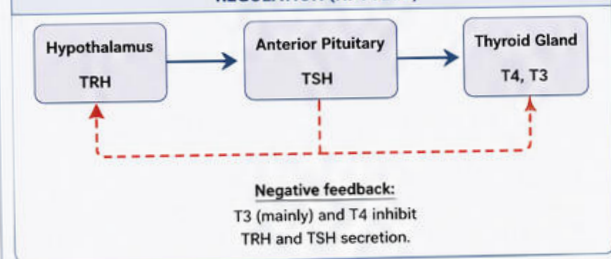 Hypothalamus
TRH
Anterior Pituitary
TSH
Thyroid Gland
T4, T3
Negative feedback:
T3 (mainly) and T4 inhibit
TRH and TSH secretion.